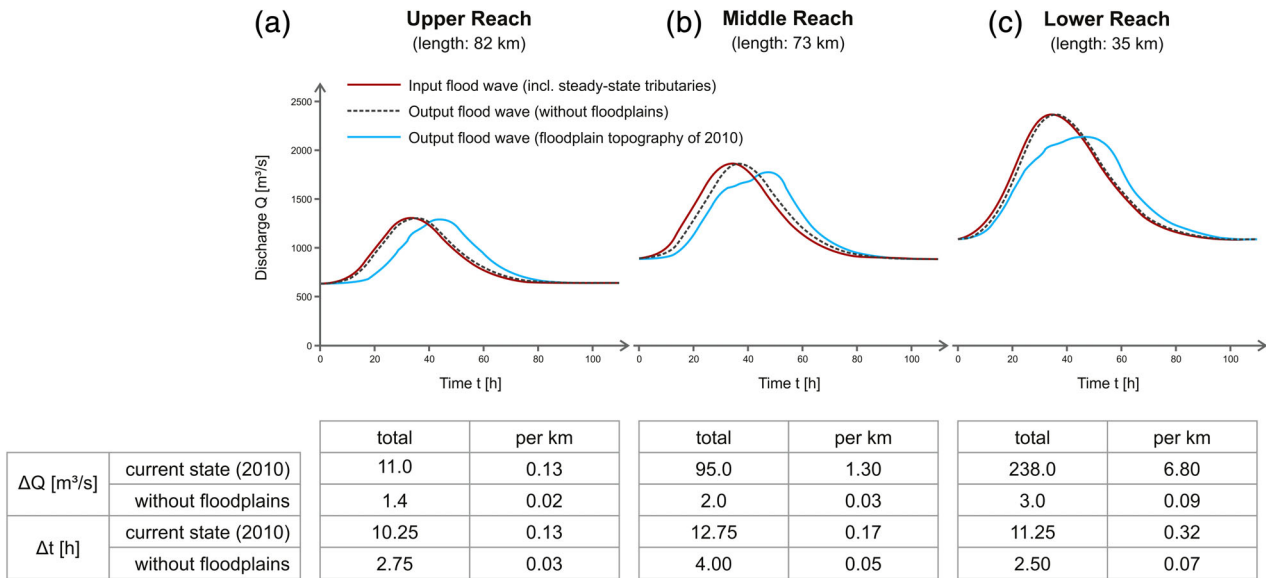 (a)
Upper Reach
(length: 82 km)
(b)
Middle Reach
(length: 73 km)
(c)
Lower Reach
(length: 35 km)
Input flood wave (incl. steady-state tributaries)
Output flood wave (without floodplains)
Output flood wave (floodplain topography of 2010)
Discharge Q [m³/s]
2500
2000
1500
1000
500
0
0 20 40 60 80 100
Time t [h]
0 20 40 60 80 100
Time t [h]
0 20 40 60 80 100
Time t [h]
total per km total per km total per km
ΔQ [m³/s]
current state (2010) 11.0 0.13 95.0 1.30 238.0 6.80
without floodplains 1.4 0.02 2.0 0.03 3.0 0.09
Δt [h]
current state (2010) 10.25 0.13 12.75 0.17 11.25 0.32
without floodplains 2.75 0.03 4.00 0.05 2.50 0.07